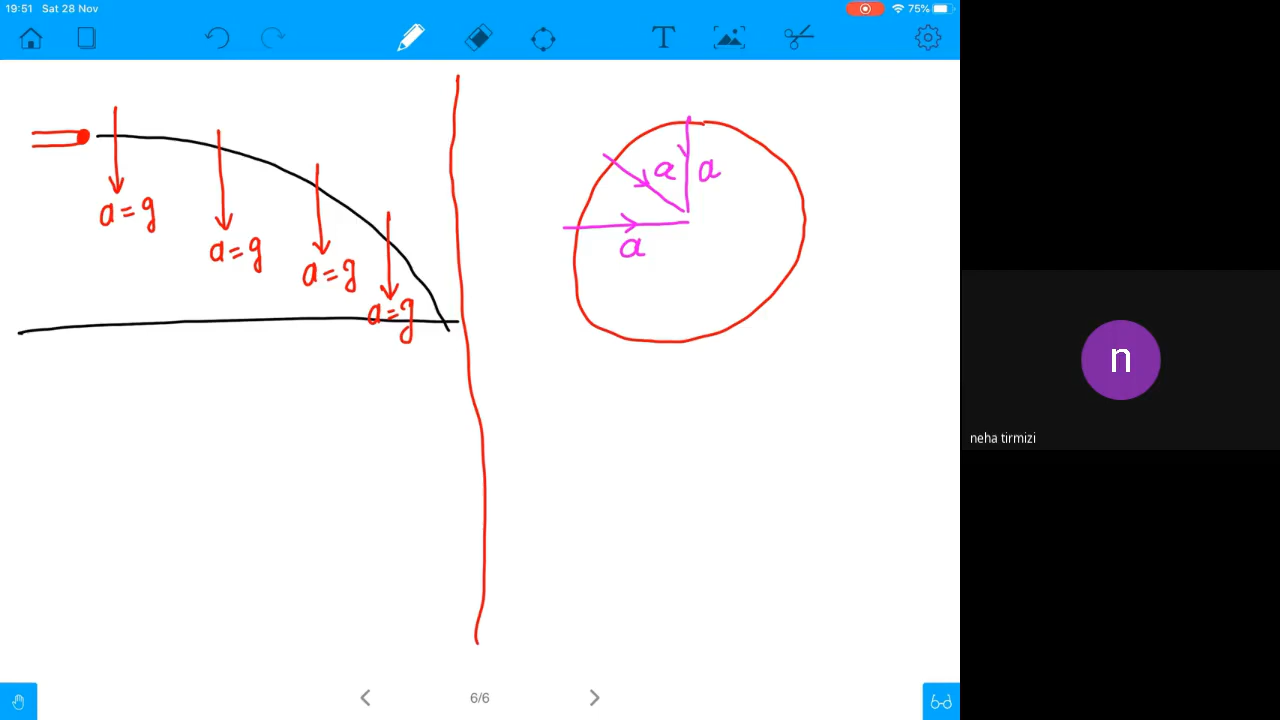 19:51 Sat 28 Nov
75%
T
a = g
a = g
a = g
a = g
a
a
a
6/6
n
neha tirmizi